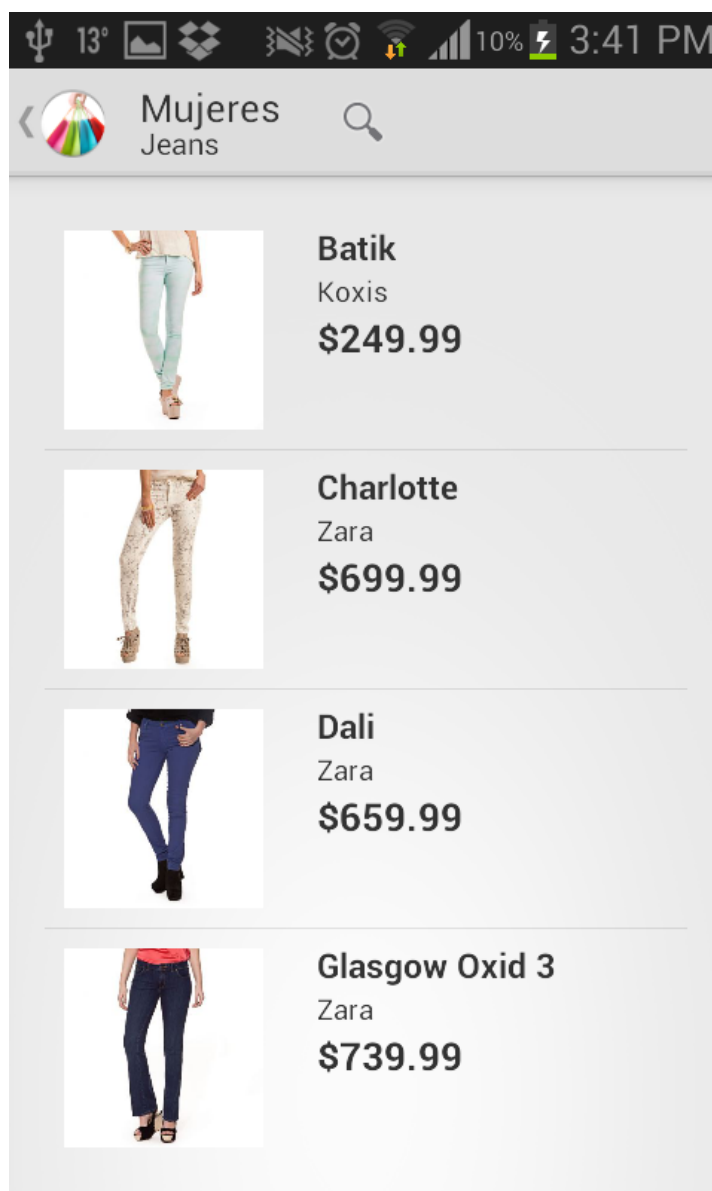 13° 10% 3:41 PM
Mujeres
Jeans
Batik
Koxis
$249.99
Charlotte
Zara
$699.99
Dali
Zara
$659.99
Glasgow Oxid 3
Zara
$739.99